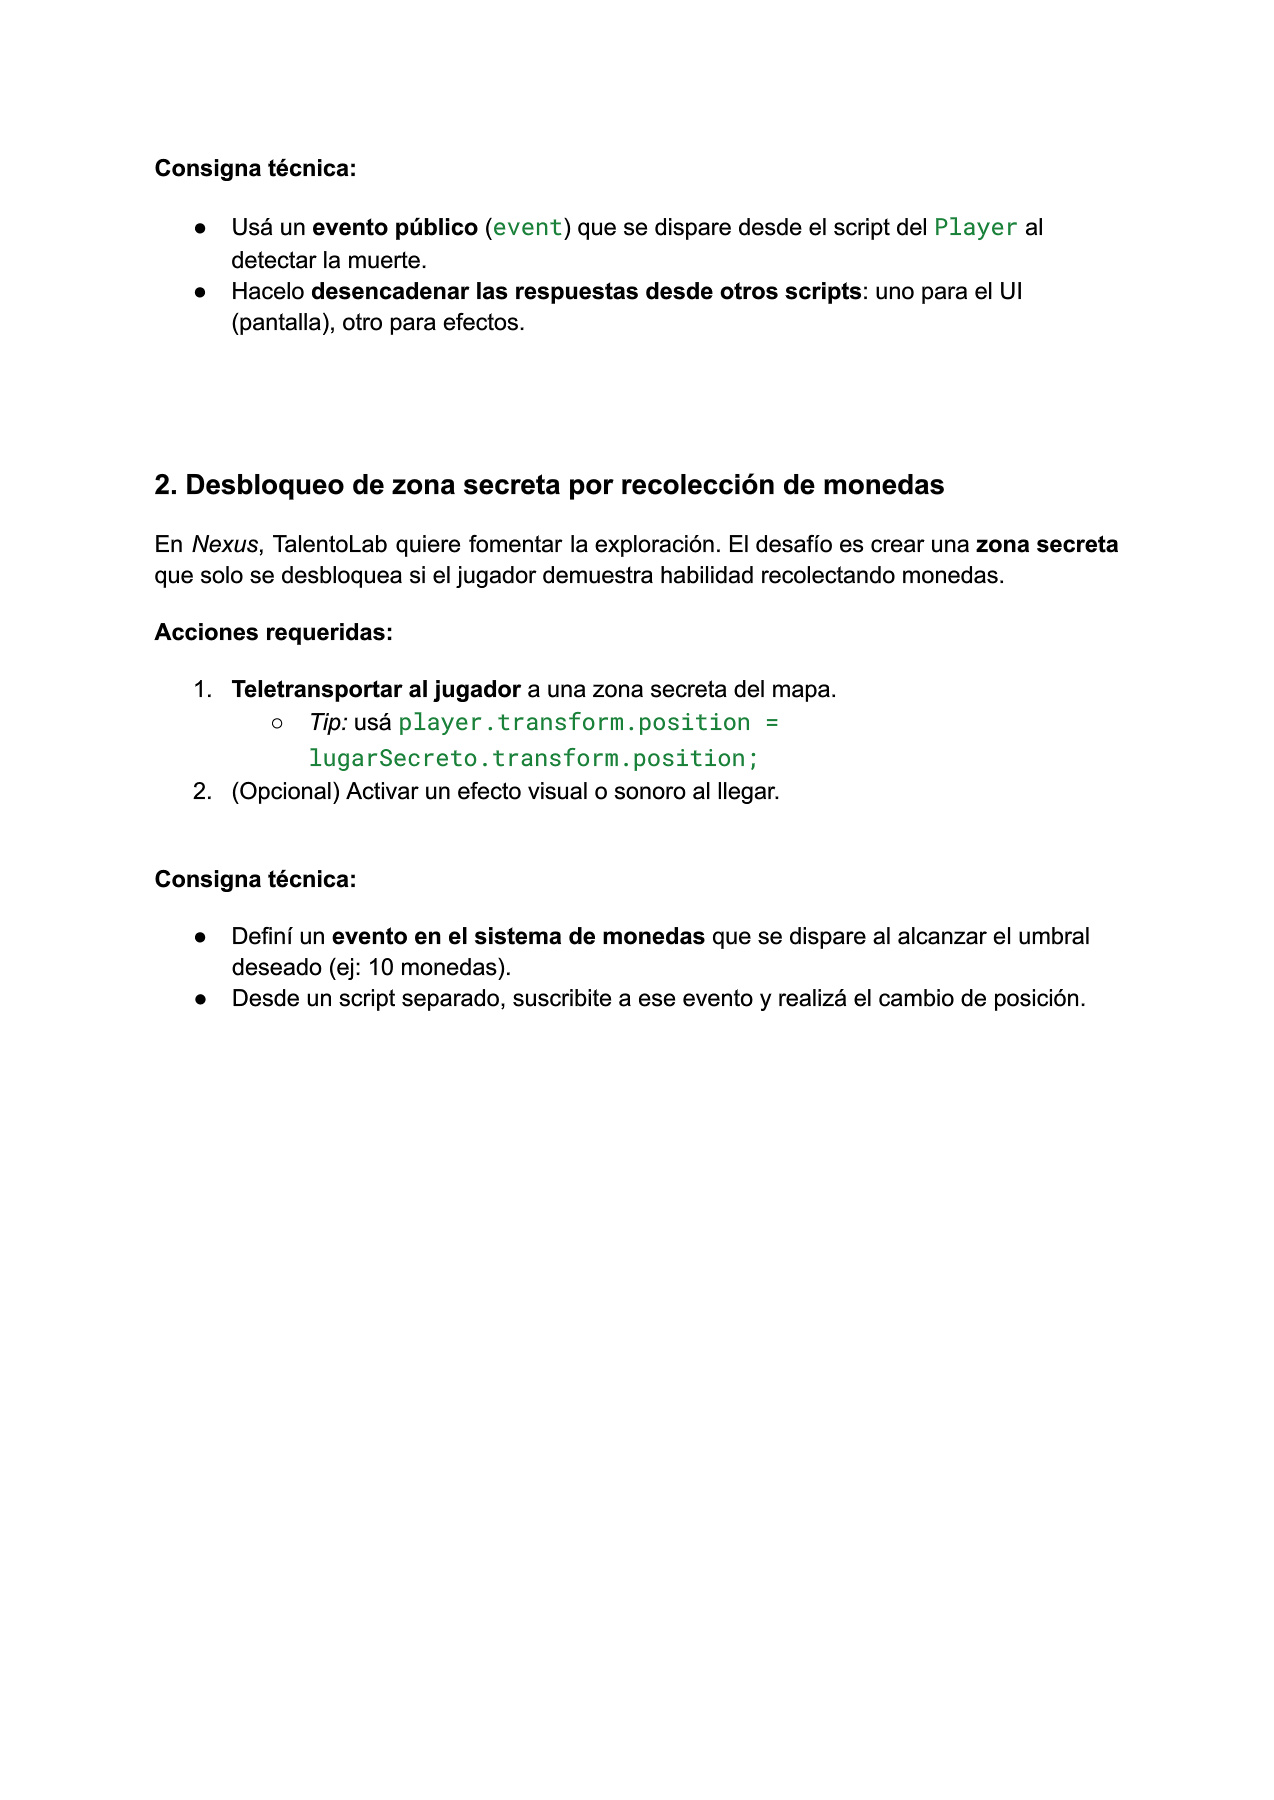 Consigna técnica:
● Usá un evento público (event) que se dispare desde el script del Player al
detectar la muerte.
● Hacelo desencadenar las respuestas desde otros scripts: uno para el UI
(pantalla), otro para efectos.
2. Desbloqueo de zona secreta por recolección de monedas
En Nexus, TalentoLab quiere fomentar la exploración. El desafío es crear una zona secreta
que solo se desbloquea si el jugador demuestra habilidad recolectando monedas.
Acciones requeridas:
1. Teletransportar al jugador a una zona secreta del mapa.
○ Tip: usá player.transform.position =
lugarSecreto.transform.position;
2. (Opcional) Activar un efecto visual o sonoro al llegar.
Consigna técnica:
● Definí un evento en el sistema de monedas que se dispare al alcanzar el umbral
deseado (ej: 10 monedas).
● Desde un script separado, suscribite a ese evento y realizá el cambio de posición.